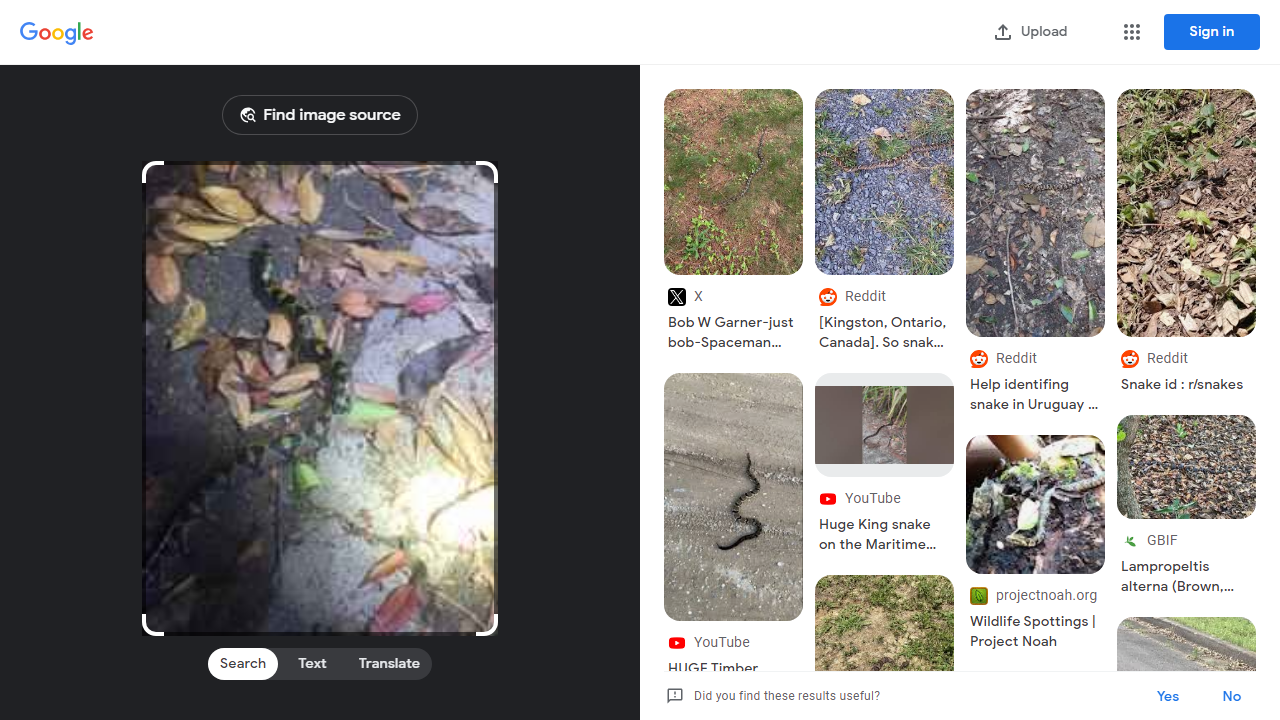 Google
Upload
Sign in
Find image source
Search
Text
Translate
X
Bob W Garner-just
bob-Spaceman...
Reddit
[Kingston, Ontario,
Canada]. So snak...
Reddit
Help identifing
snake in Uruguay ...
Reddit
Snake id : r/snakes
YouTube
HUGE Timber
YouTube
Huge King snake
on the Maritime...
projectnoah.org
Wildlife Spottings |
Project Noah
GBIF
Lampropeltis
alterna (Brown,...
Did you find these results useful?
Yes
No